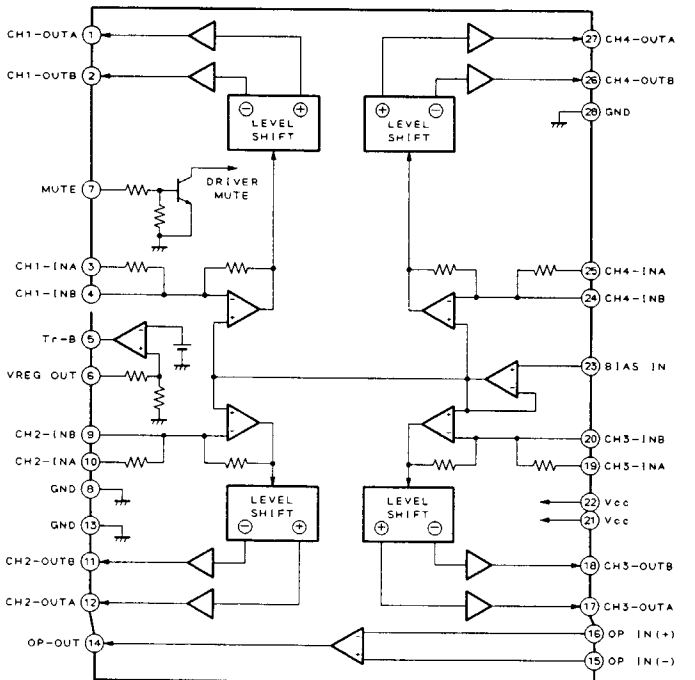 CH1-OUTA 1
CH1-OUTB 2
⊖ ⊕
LEVEL
SHIFT
MUTE 7
DRIVER
MUTE
CH1-INA 3
CH1-INB 4
Tr-B 5
VREG OUT 6
CH2-INB 9
CH2-INA 10
GND 8
GND 13
LEVEL
SHIFT
⊖ ⊕
CH2-OUTB 11
CH2-OUTA 12
OP-OUT 14
27 CH4-OUTA
26 CH4-OUTB
28 GND
⊕ ⊖
LEVEL
SHIFT
25 CH4-INA
24 CH4-INB
23 BIAS IN
20 CH3-INB
19 CH3-INA
22 Vcc
21 Vcc
LEVEL
SHIFT
⊕ ⊖
18 CH3-OUTB
17 CH3-OUTA
16 OP IN(+)
15 OP IN(-)